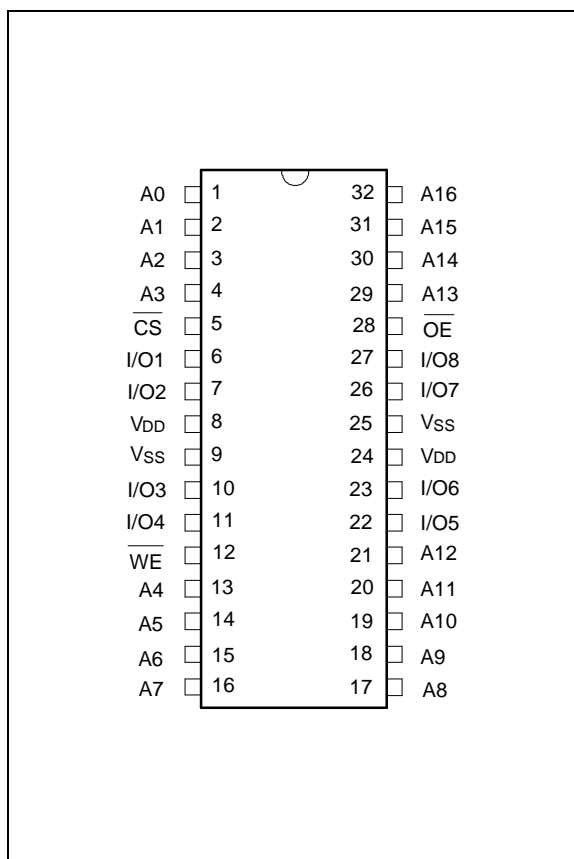 A0 1 32 A16
A1 2 31 A15
A2 3 30 A14
A3 4 29 A13
CS 5 28 OE
I/O1 6 27 I/O8
I/O2 7 26 I/O7
VDD 8 25 VSS
VSS 9 24 VDD
I/O3 10 23 I/O6
I/O4 11 22 I/O5
WE 12 21 A12
A4 13 20 A11
A5 14 19 A10
A6 15 18 A9
A7 16 17 A8